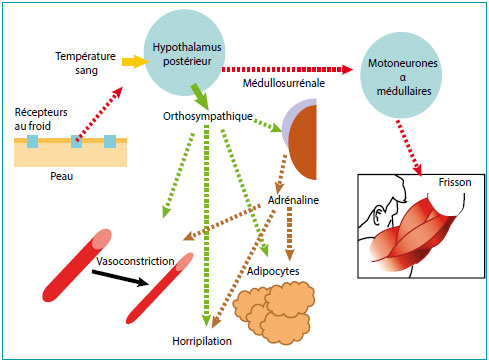 Température
sang
Hypothalamus
postérieur
Motoneurones
α
médullaires
Médullosurrénale
Récepteurs
au froid
Orthosympathique
Peau
Frisson
Adrénaline
Vasoconstriction
Adipocytes
Horripilation